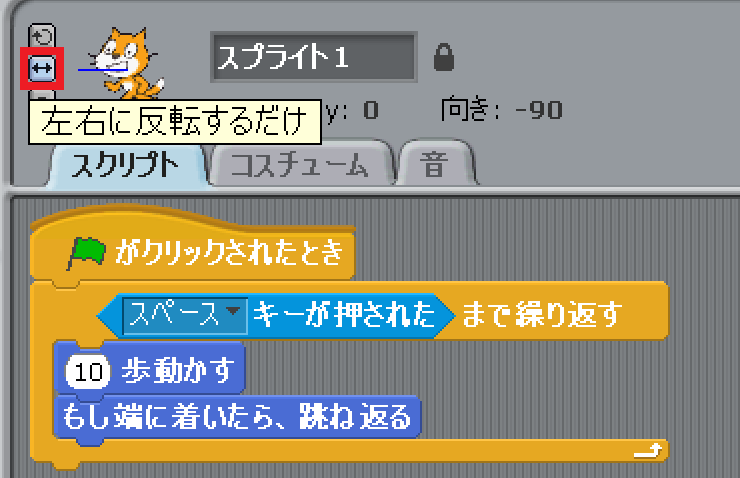 スプライト1
y: 0 向き: -90
左右に反転するだけ
スクリプト コスチューム 音
がクリックされたとき
スペース キーが押された まで繰り返す
10 歩動かす
もし端に着いたら、跳ね返る